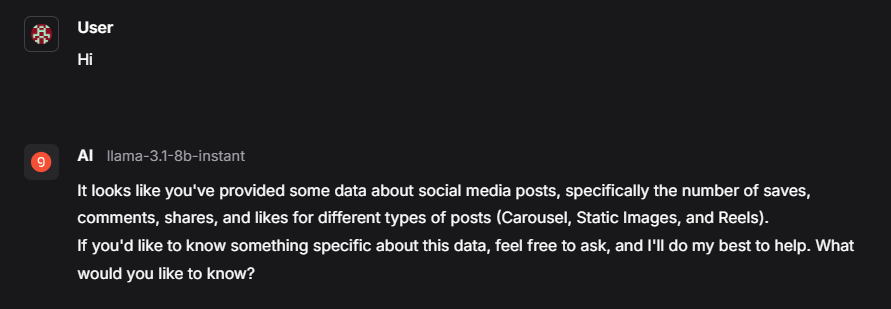 User
Hi
AI llama-3.1-8b-instant
It looks like you've provided some data about social media posts, specifically the number of saves,
comments, shares, and likes for different types of posts (Carousel, Static Images, and Reels).
If you'd like to know something specific about this data, feel free to ask, and I'll do my best to help. What
would you like to know?